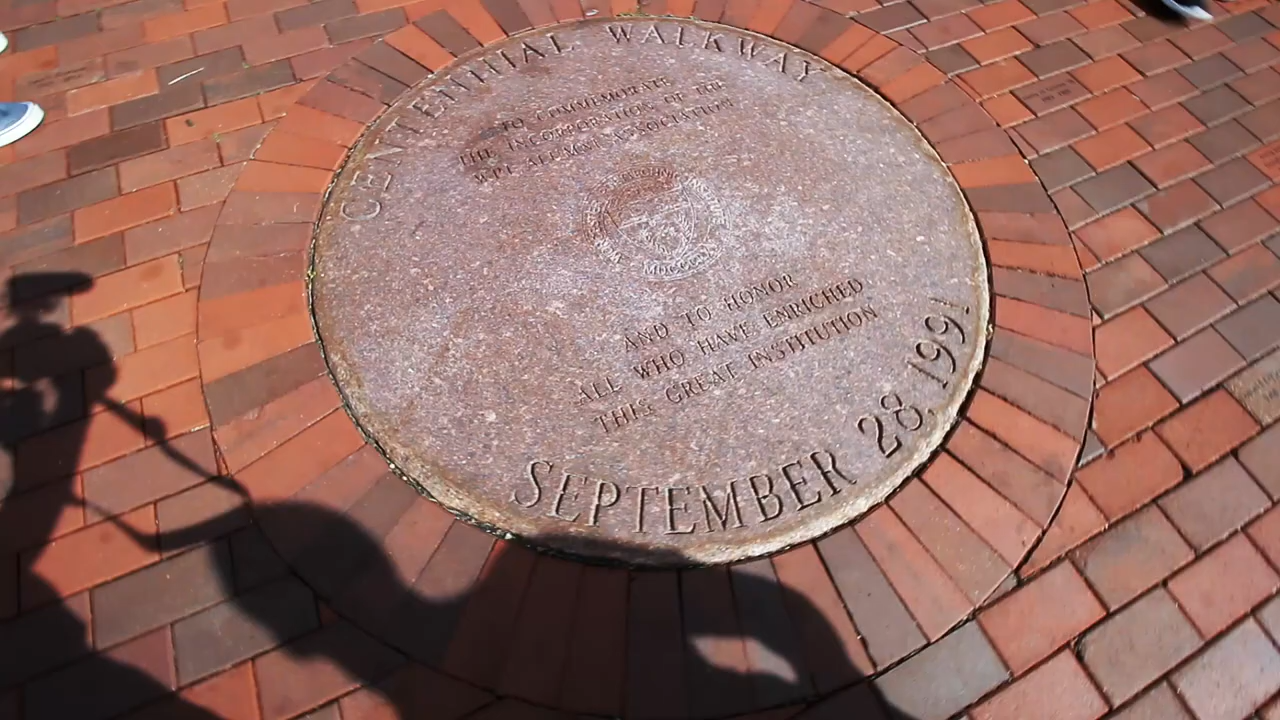 CENTENNIAL WALKWAY
TO COMMEMORATE
THE INCORPORATION OF THE
WPI ALUMNI ASSOCIATION
AND TO HONOR
ALL WHO HAVE ENRICHED
THIS GREAT INSTITUTION
SEPTEMBER 28, 1991